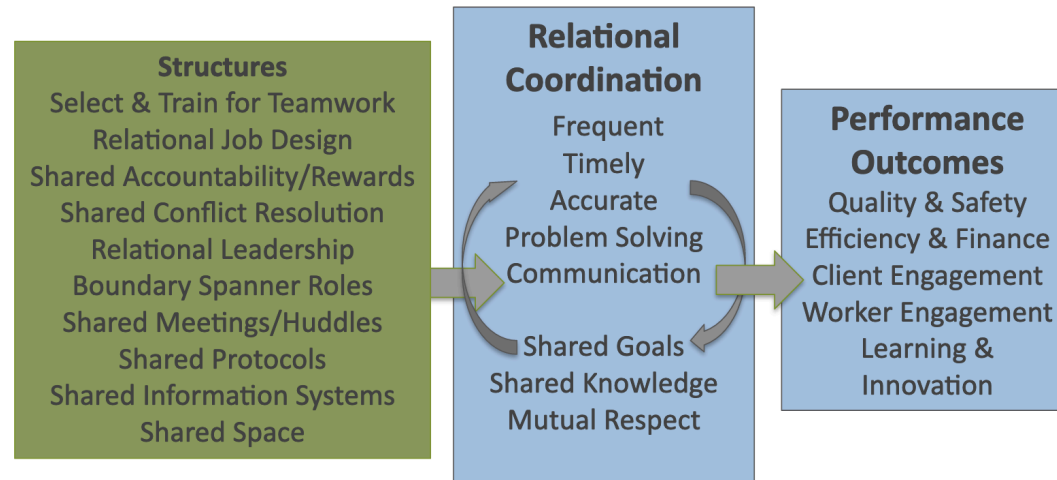 Structures
Select & Train for Teamwork
Relational Job Design
Shared Accountability/Rewards
Shared Conflict Resolution
Relational Leadership
Boundary Spanner Roles
Shared Meetings/Huddles
Shared Protocols
Shared Information Systems
Shared Space
Relational
Coordination
Frequent
Timely
Accurate
Problem Solving
Communication
Shared Goals
Shared Knowledge
Mutual Respect
Performance
Outcomes
Quality & Safety
Efficiency & Finance
Client Engagement
Worker Engagement
Learning &
Innovation